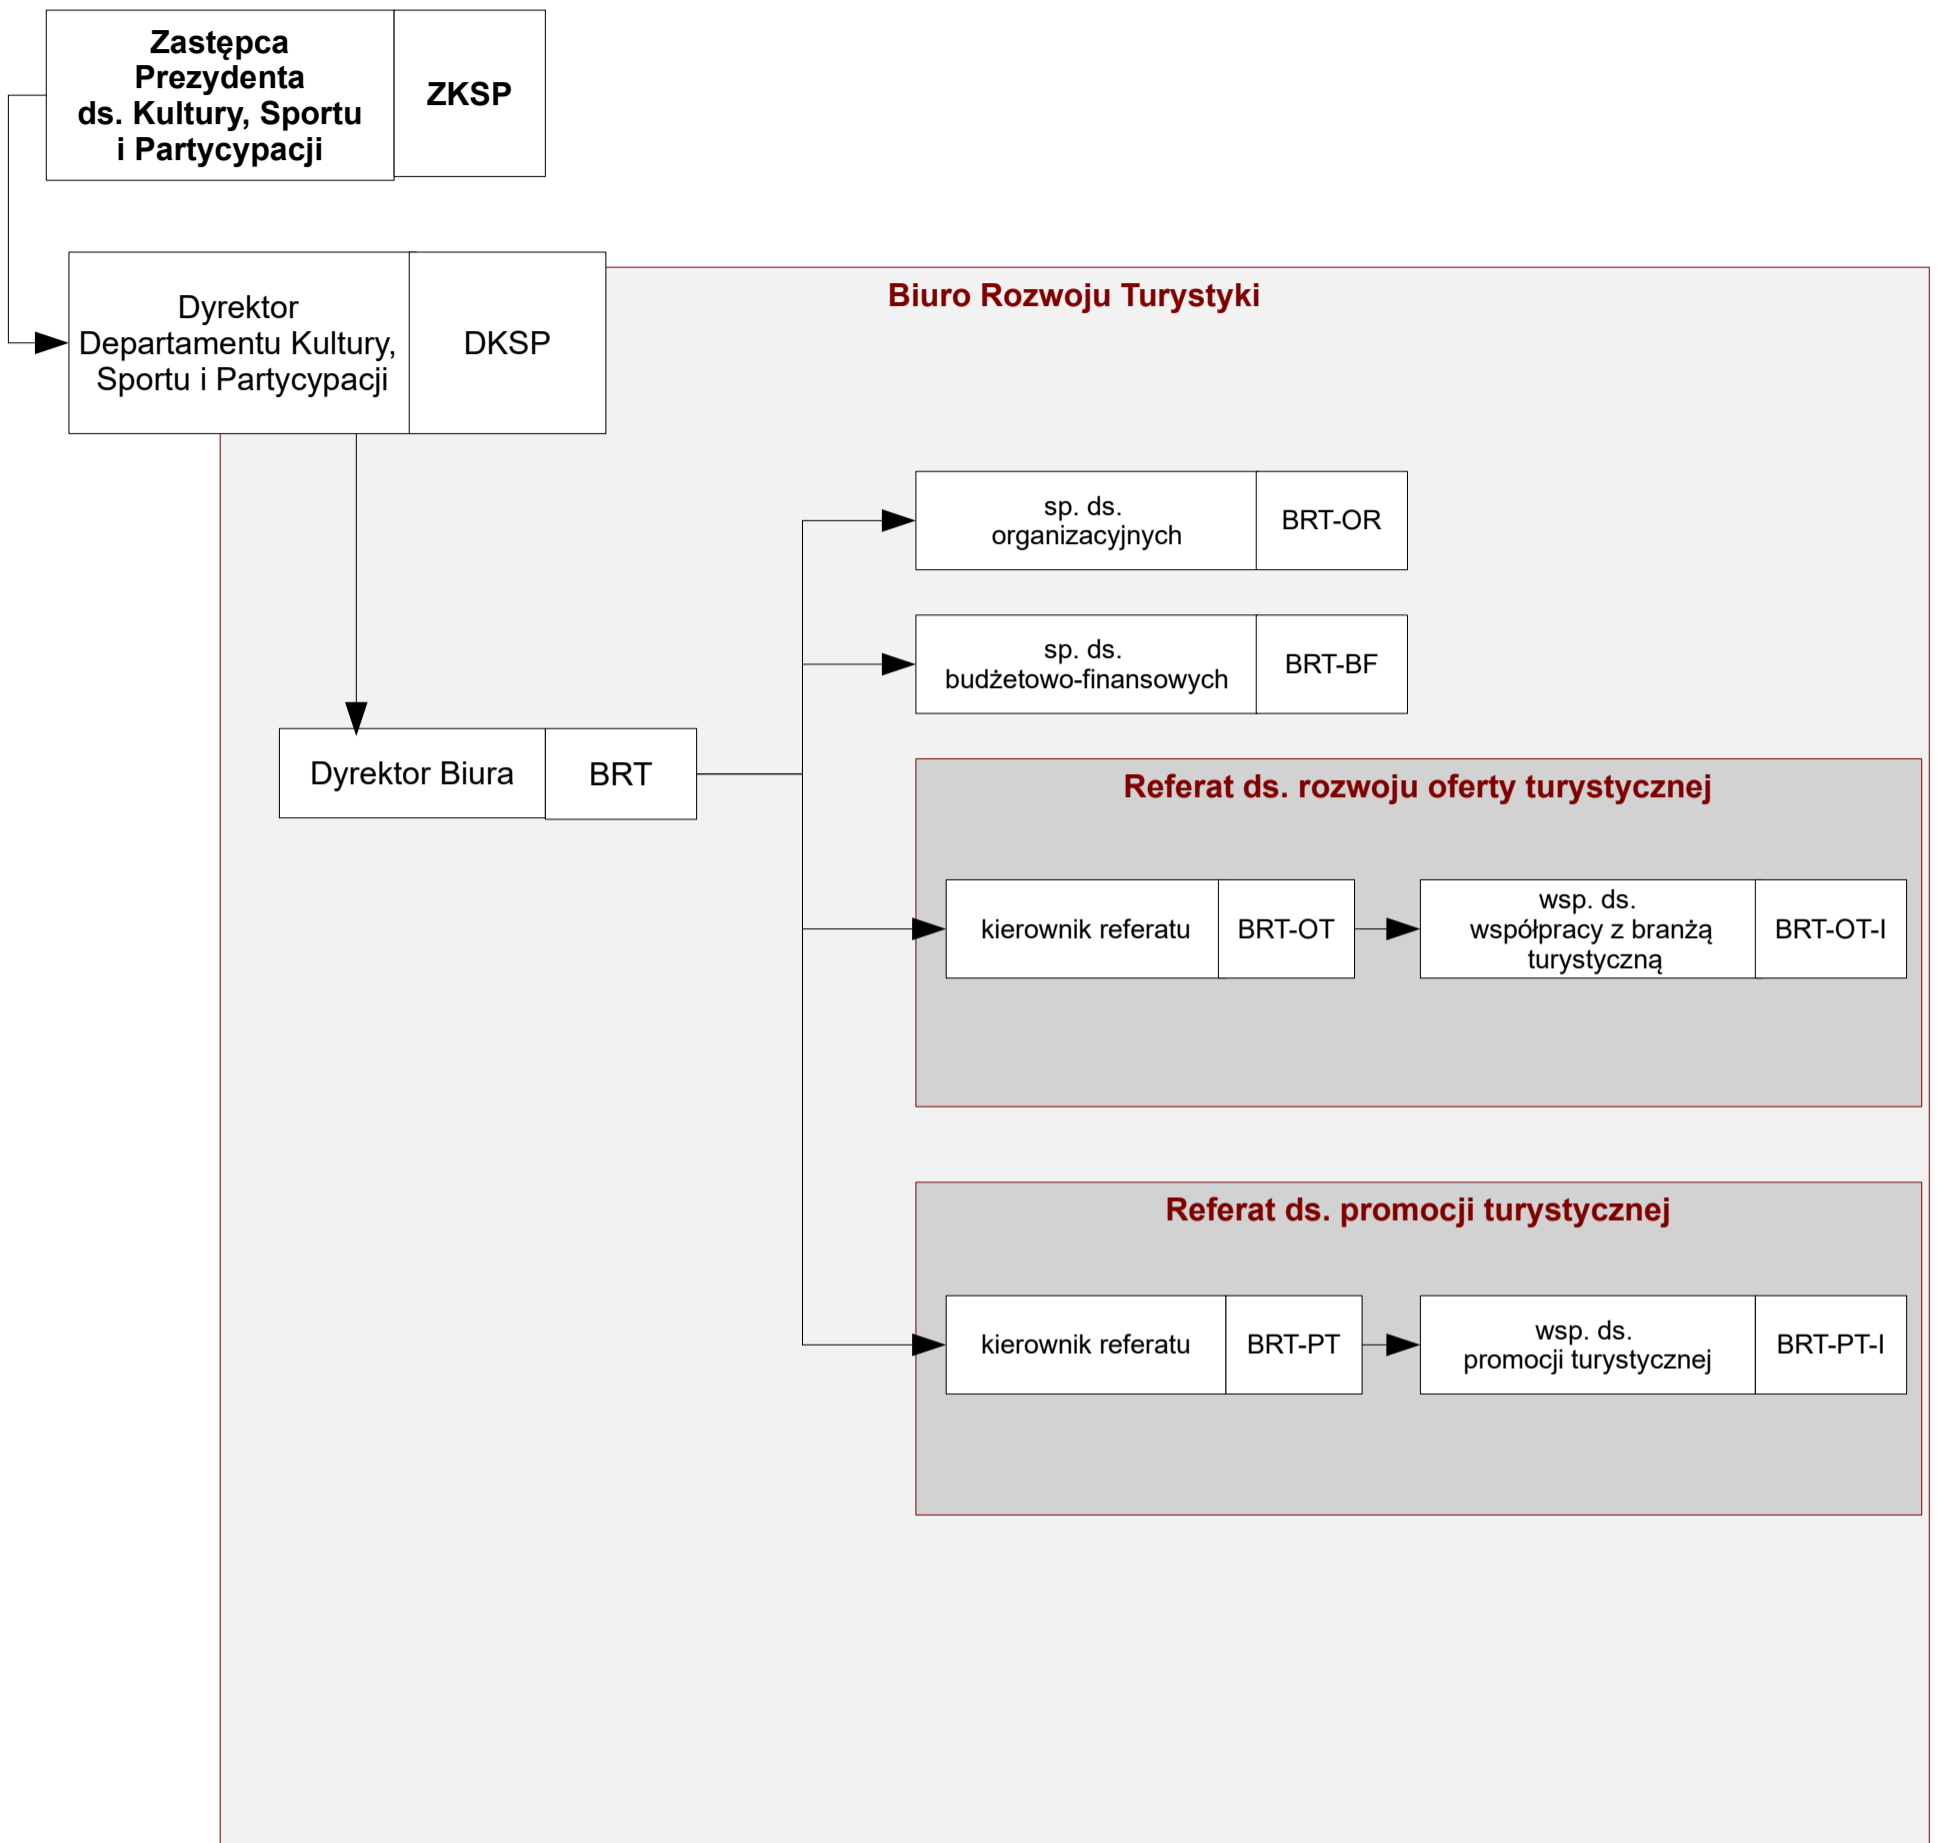 Zastępca
Prezydenta
ds. Kultury, Sportu
i Partycypacji
ZKSP
Dyrektor
Departamentu Kultury,
Sportu i Partycypacji
DKSP
Biuro Rozwoju Turystyki
sp. ds.
organizacyjnych
BRT-OR
sp. ds.
budżetowo-finansowych
BRT-BF
Dyrektor Biura
BRT
Referat ds. rozwoju oferty turystycznej
kierownik referatu
BRT-OT
wsp. ds.
współpracy z branżą
turystyczną
BRT-OT-I
Referat ds. promocji turystycznej
kierownik referatu
BRT-PT
wsp. ds.
promocji turystycznej
BRT-PT-I